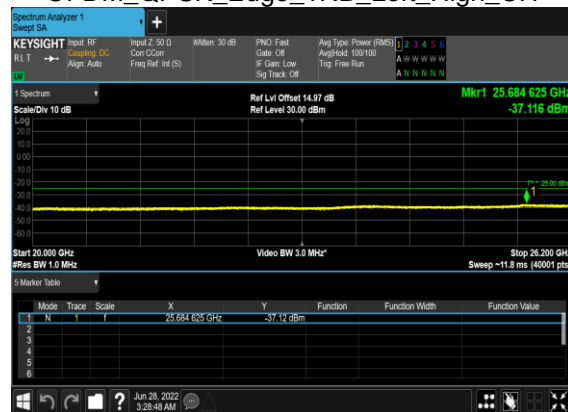 Spectrum Analyzer 1
Swept SA
+
KEYSIGHT Input: RF Input Z: 50 Ω #Atten: 30 dB PNO: Fast Avg Type: Power (RMS) 1 2 3 4 5 6
RLT Coupling: DC Corr CCorr Gate: Off Avg|Hold: 100/100 A W W W W W
Align: Auto Freq Ref: Int (S) IF Gain: Low Trig: Free Run
LW Sig Track: Off A N N N N N
1 Spectrum Ref Lvl Offset 14.97 dB Mkr1 25.684 625 GHz
Scale/Div 10 dB Ref Level 30.00 dBm -37.116 dBm
Log
20.0
10.0
0.00
-10.0
-20.0
-30.0
-40.0
-50.0
-60.0
1
Start 20.000 GHz Video BW 3.0 MHz* Stop 26.200 GHz
#Res BW 1.0 MHz Sweep ~11.8 ms (40001 pts)
5 Marker Table
Mode Trace Scale X Y Function Function Width Function Value
1 N 1 f 25.684 625 GHz -37.12 dBm
2
3
4
5
6
? Jun 28, 2022
3:28:48 AM